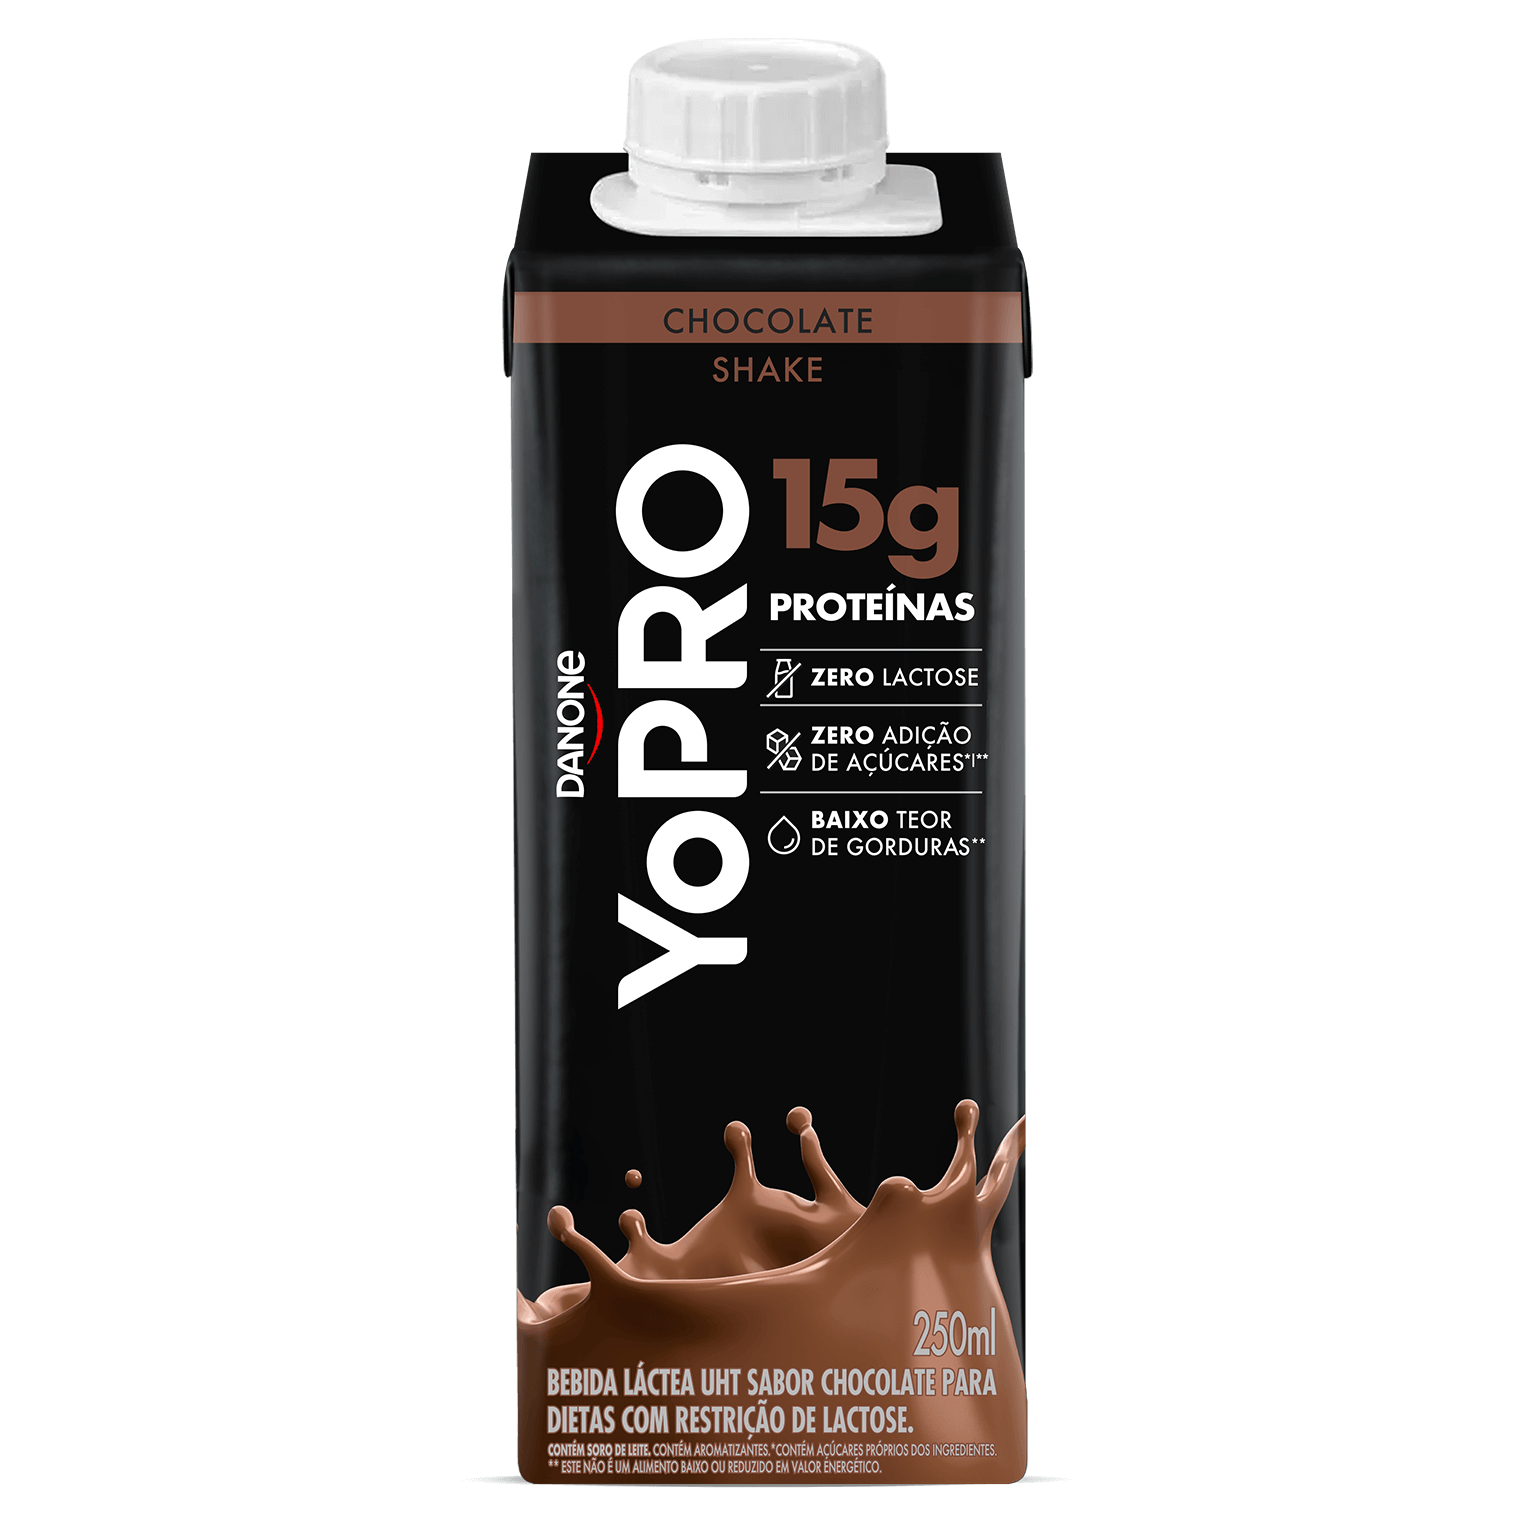 CHOCOLATE
SHAKE
DANONE
YoPRO
15g
PROTEÍNAS
ZERO LACTOSE
ZERO ADIÇÃO
DE AÇÚCARES*|**
BAIXO TEOR
DE GORDURAS**
250ml
BEBIDA LÁCTEA UHT SABOR CHOCOLATE PARA
DIETAS COM RESTRIÇÃO DE LACTOSE.
CONTÉM SORO DE LEITE. CONTÉM AROMATIZANTES.*CONTÉM AÇÚCARES PRÓPRIOS DOS INGREDIENTES.
** ESTE NÃO É UM ALIMENTO BAIXO OU REDUZIDO EM VALOR ENERGÉTICO.